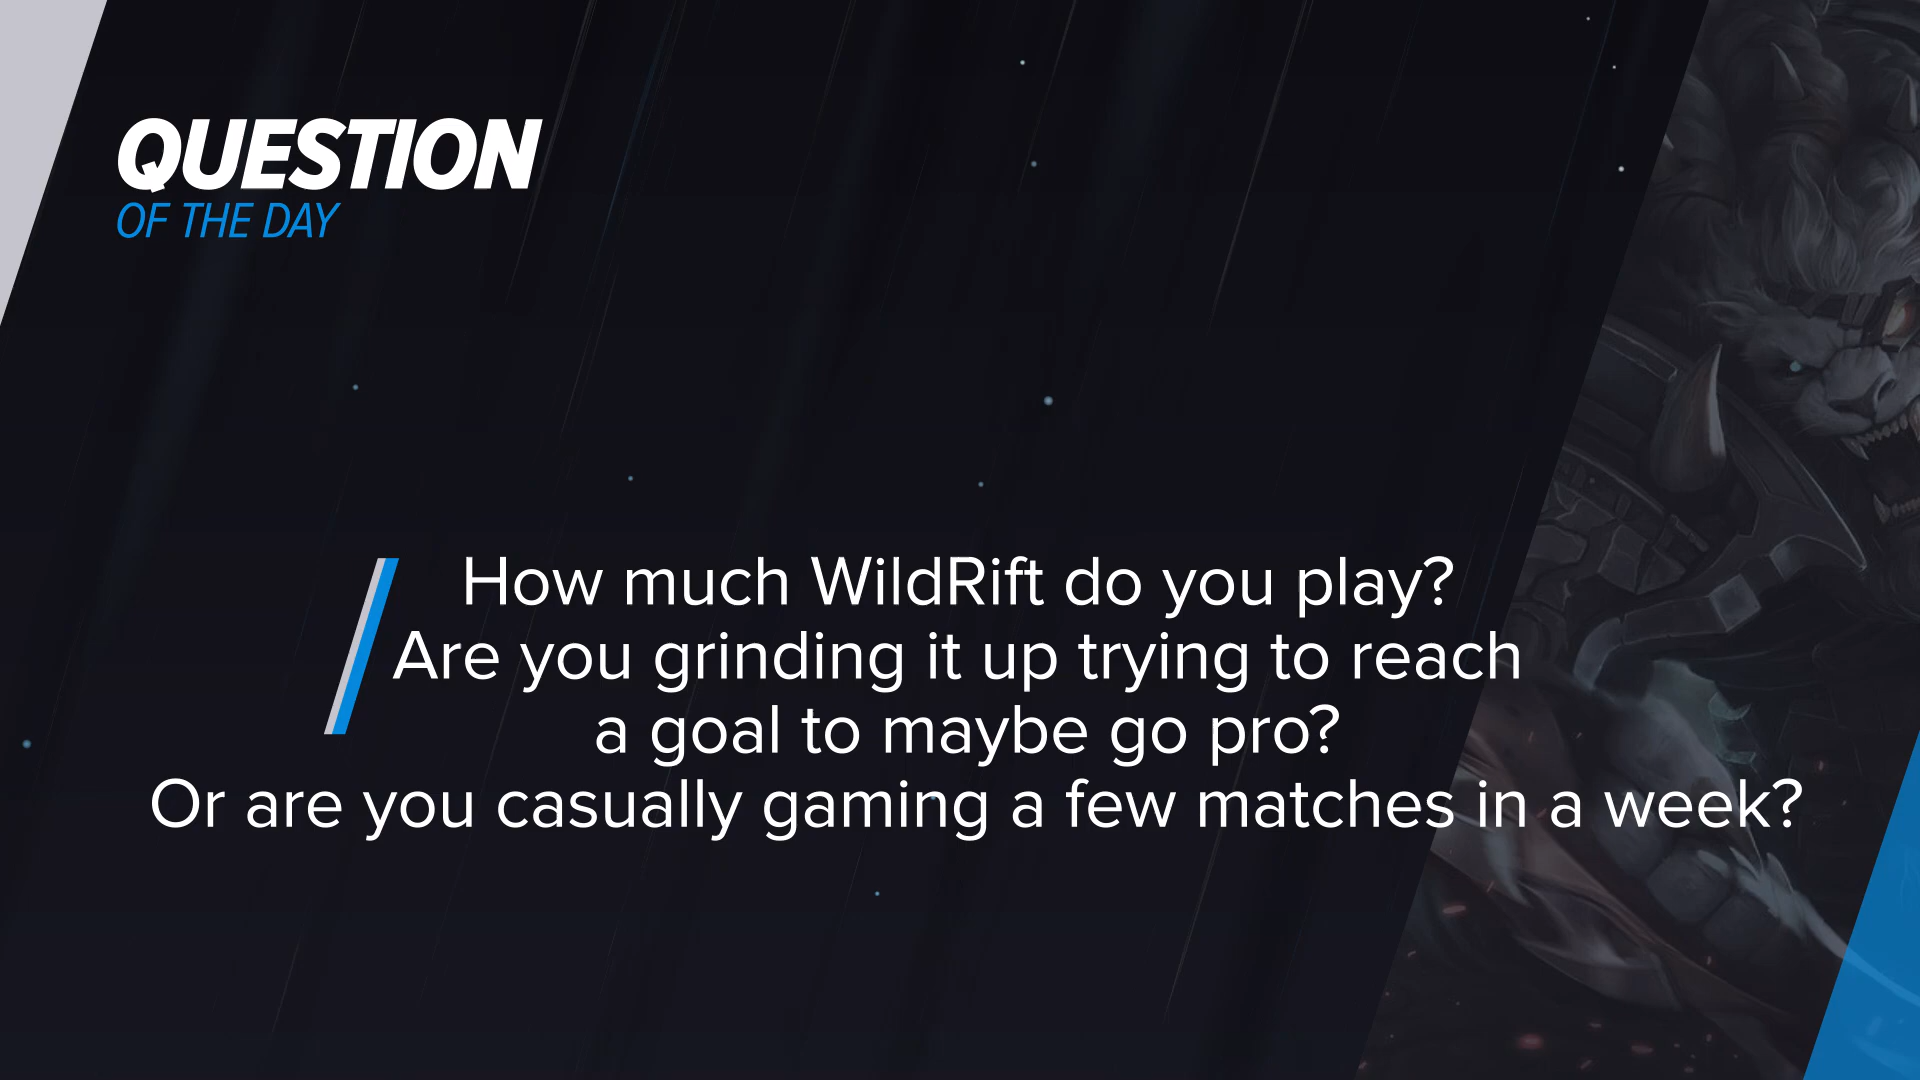 QUESTION
OF THE DAY
How much WildRift do you play?
Are you grinding it up trying to reach
a goal to maybe go pro?
Or are you casually gaming a few matches in a week?